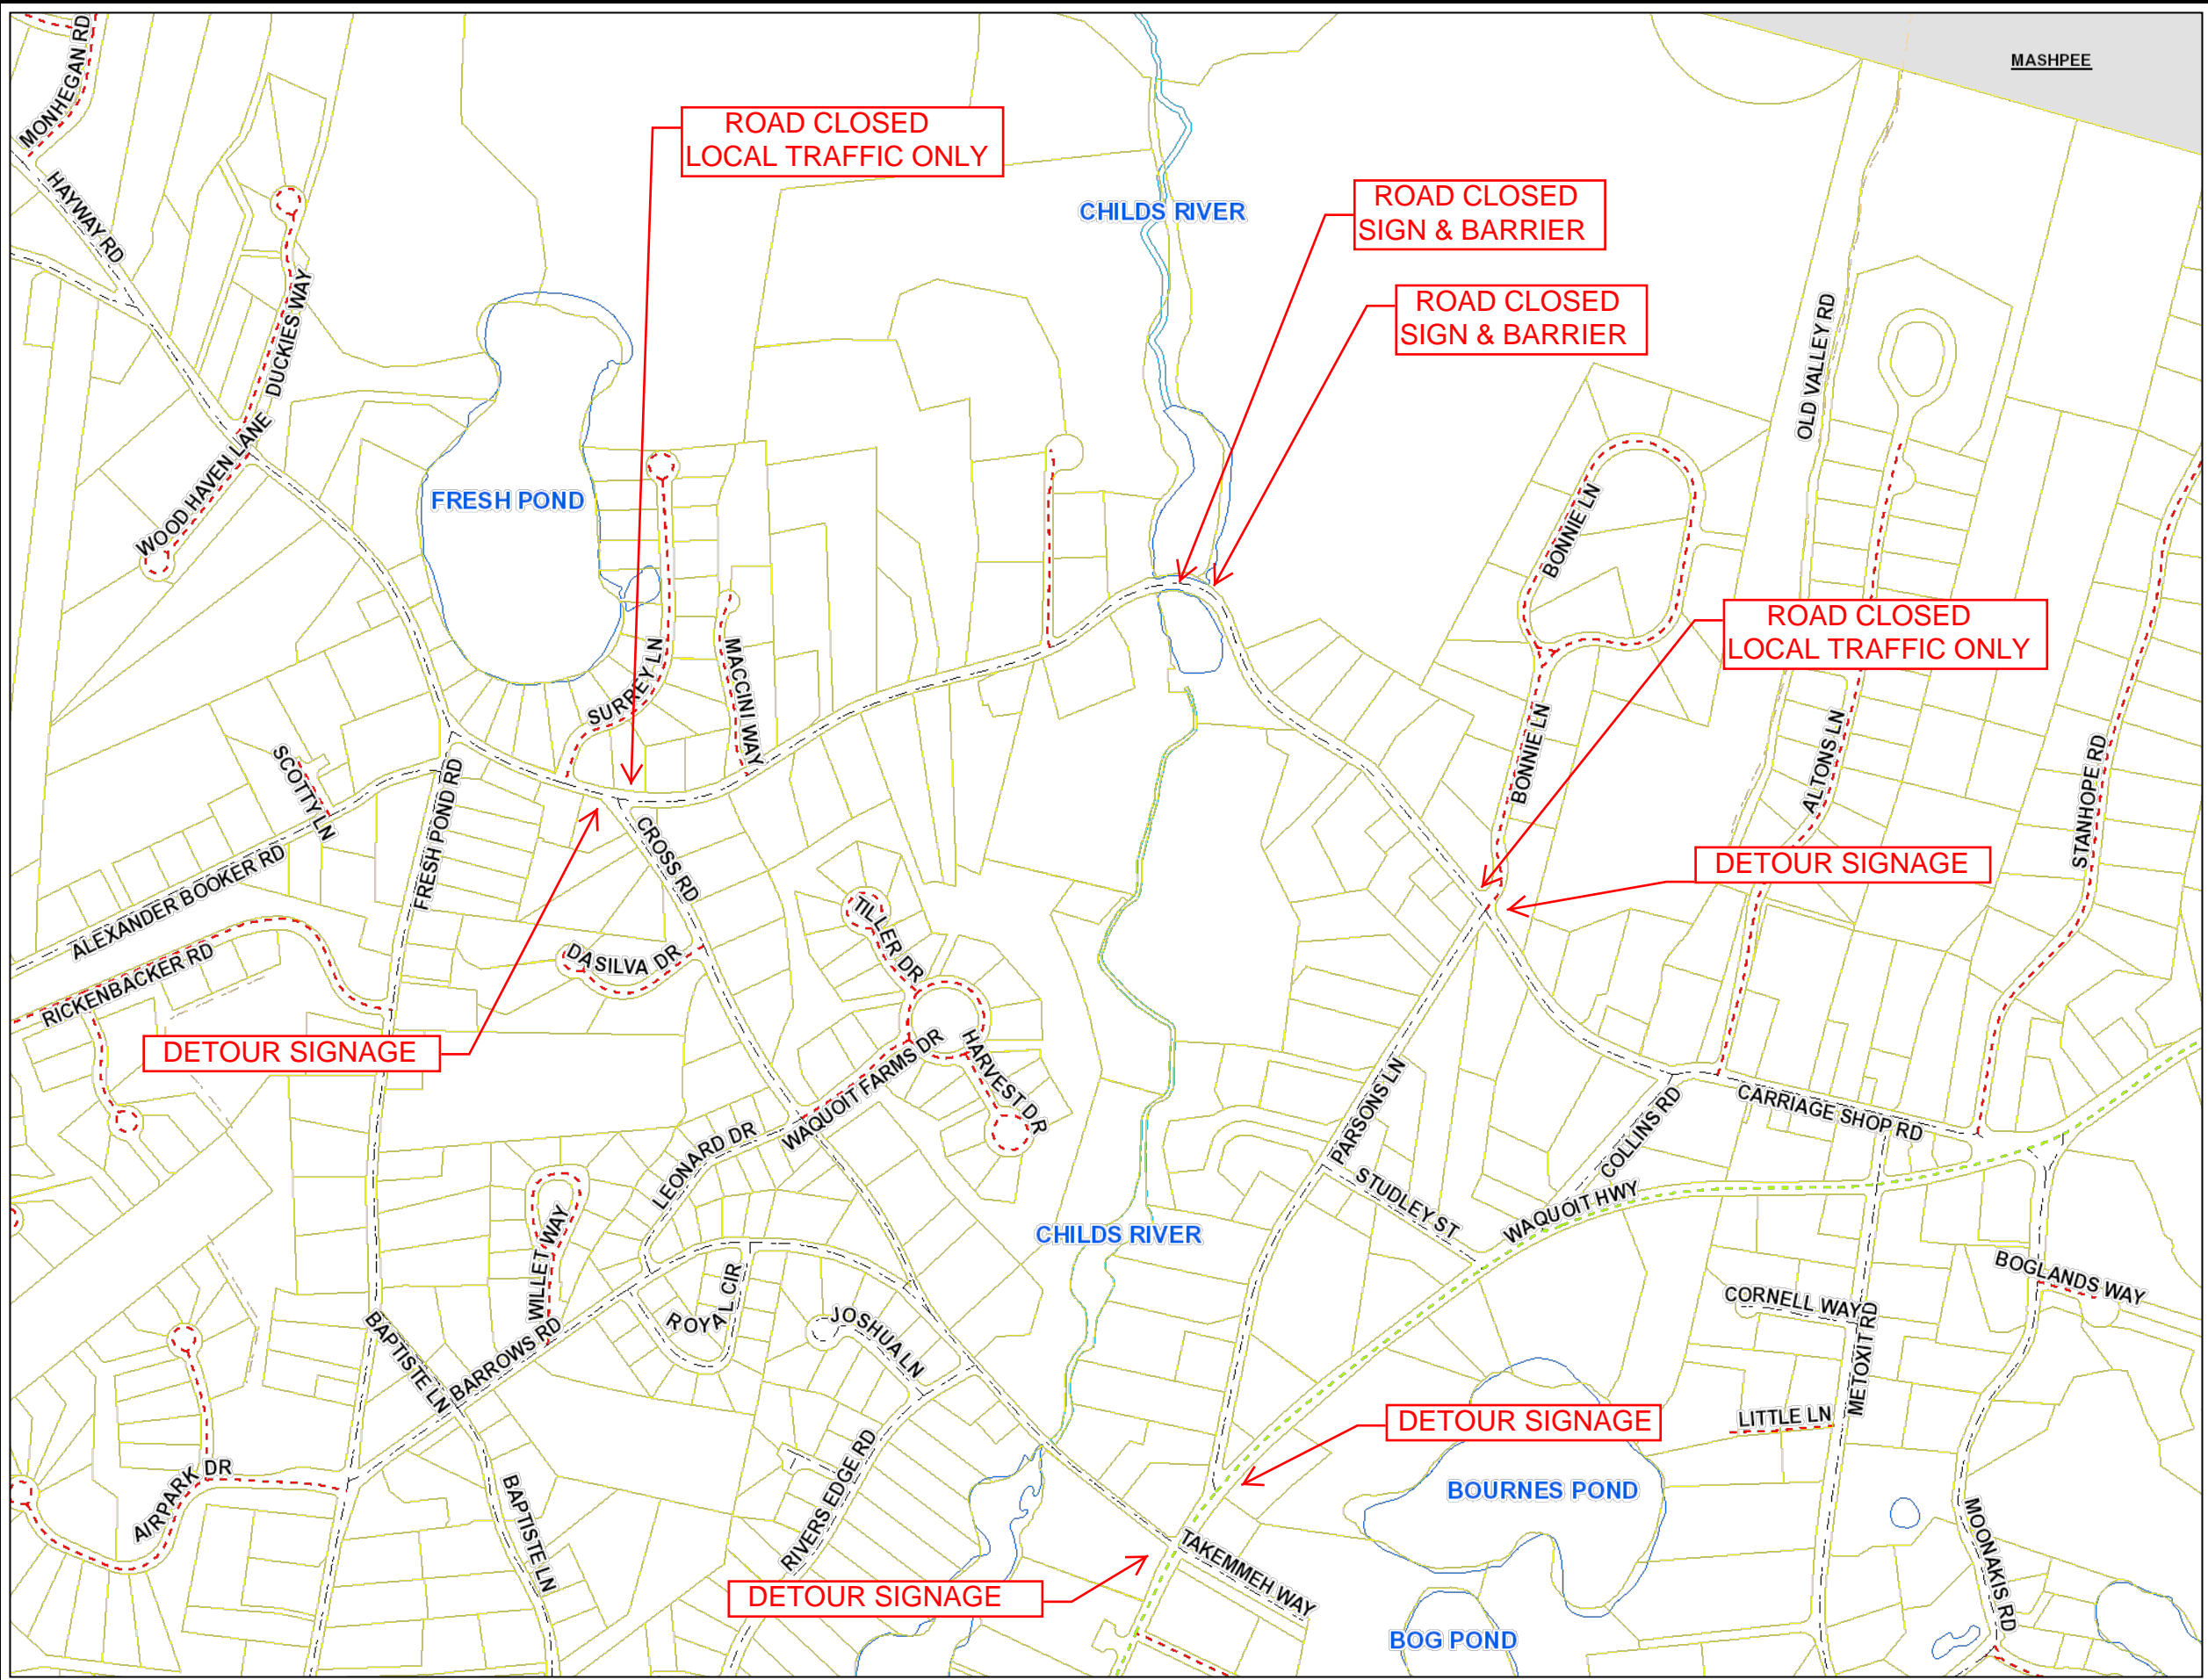 MONHEGAN RD
MASHPEE
ROAD CLOSED
LOCAL TRAFFIC ONLY
HAYWAY RD
CHILDS RIVER
ROAD CLOSED
SIGN & BARRIER
ROAD CLOSED
SIGN & BARRIER
DUCKIES WAY
OLD VALLEY RD
WOOD HAVEN LANE
FRESH POND
BONNIE LN
ROAD CLOSED
LOCAL TRAFFIC ONLY
SURREY LN
MACCINI WAY
BONNIE LN
ALTONS LN
STANHOPE RD
SCOTTY LN
FRESH POND RD
CROSS RD
DETOUR SIGNAGE
ALEXANDER BOOKER RD
TILLER DR
DASILVA DR
RICKENBACKER RD
DETOUR SIGNAGE
WAQUOIT FARMS DR
HARVEST DR
PARSONS LN
COLLINS RD
CARRIAGE SHOP RD
LEONARD DR
STUDLEY ST
WAQUOIT HWY
CHILDS RIVER
WILLET WAY
ROYAL CIR
BOGLANDS WAY
CORNELL WAY
JOSHUA LN
BAPTISTE LN
BARROWS RD
METOXIT RD
LITTLE LN
DETOUR SIGNAGE
AIRPARK DR
BAPTISTE LN
RIVERS EDGE RD
BOURNES POND
MOONAKIS RD
TAKEMMEH WAY
DETOUR SIGNAGE
BOG POND